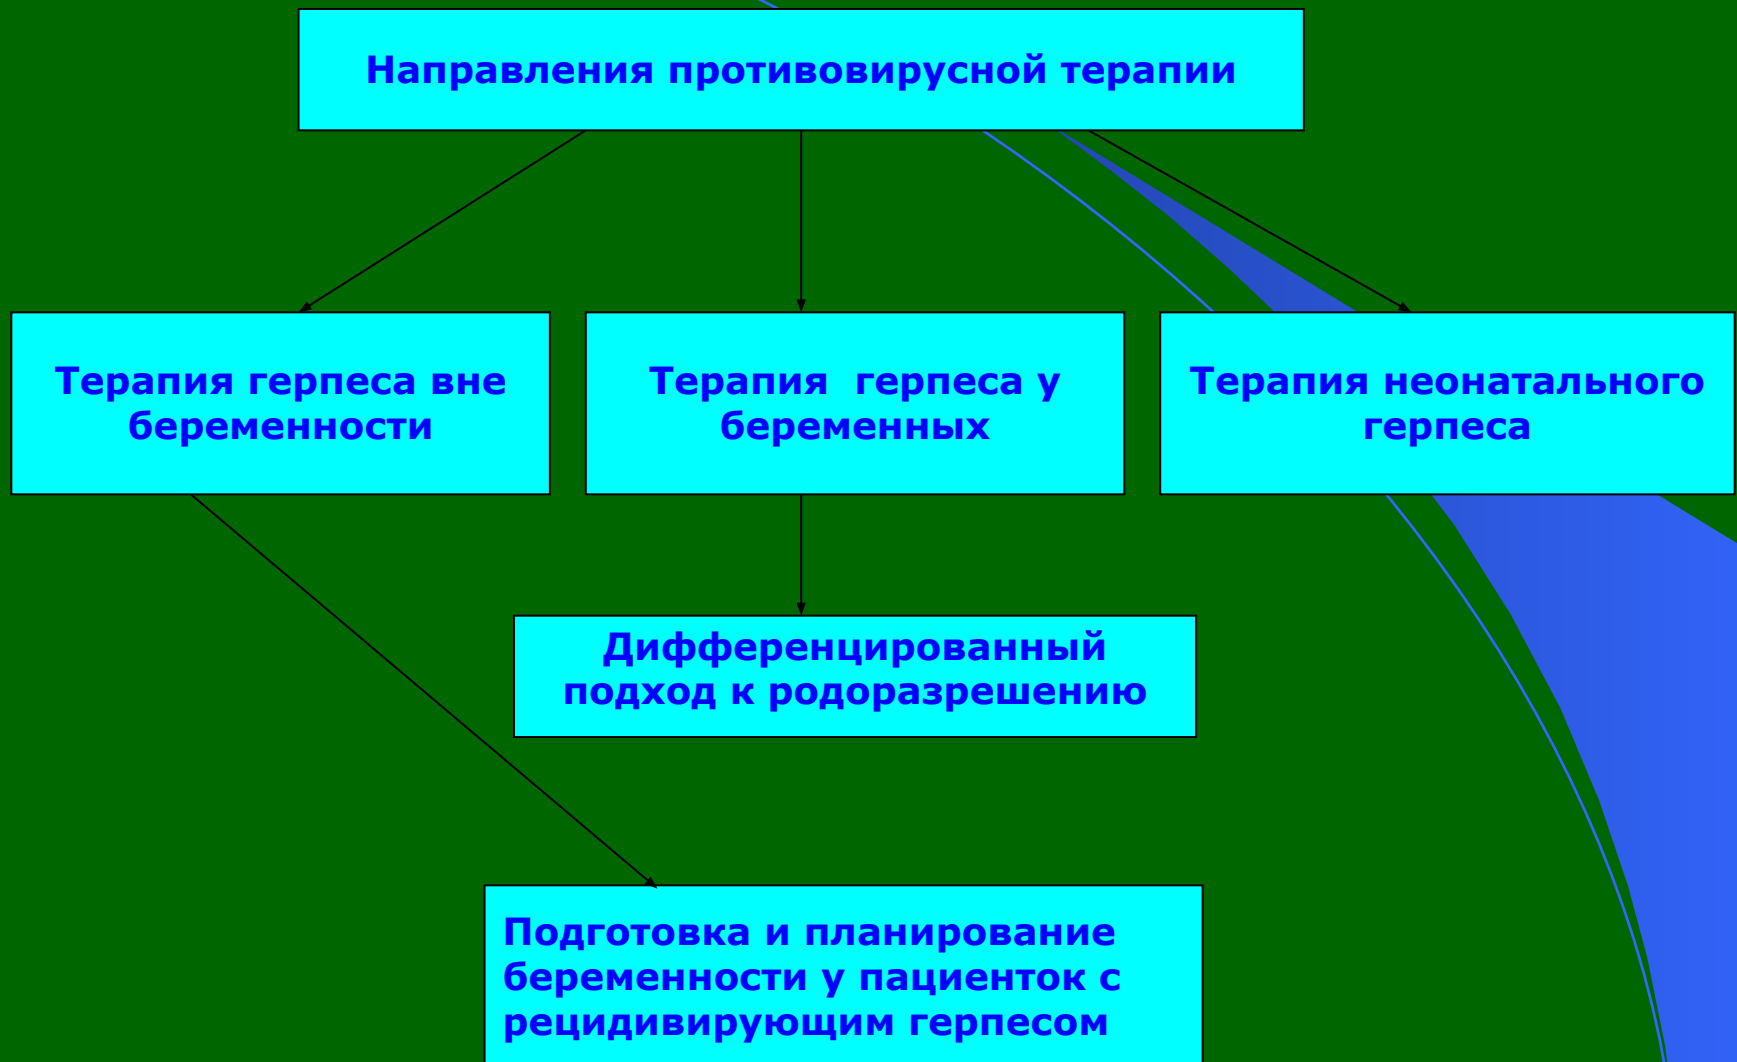 Направления противовирусной терапии
Терапия герпеса вне
беременности
Терапия герпеса у
беременных
Терапия неонатального
герпеса
Дифференцированный
подход к родоразрешению
Подготовка и планирование
беременности у пациенток с
рецидивирующим герпесом